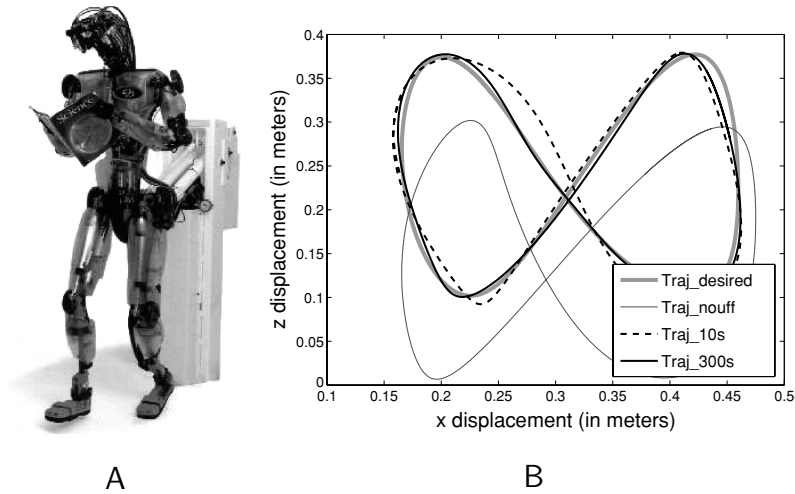 Science
0.4
0.35
0.3
0.25
0.2
0.15
0.1
0.05
0
0.1
0.15
0.2
0.25
0.3
0.35
0.4
0.45
0.5
z displacement (in meters)
x displacement (in meters)
Traj_desired
Traj_nouff
Traj_10s
Traj_300s
A
B